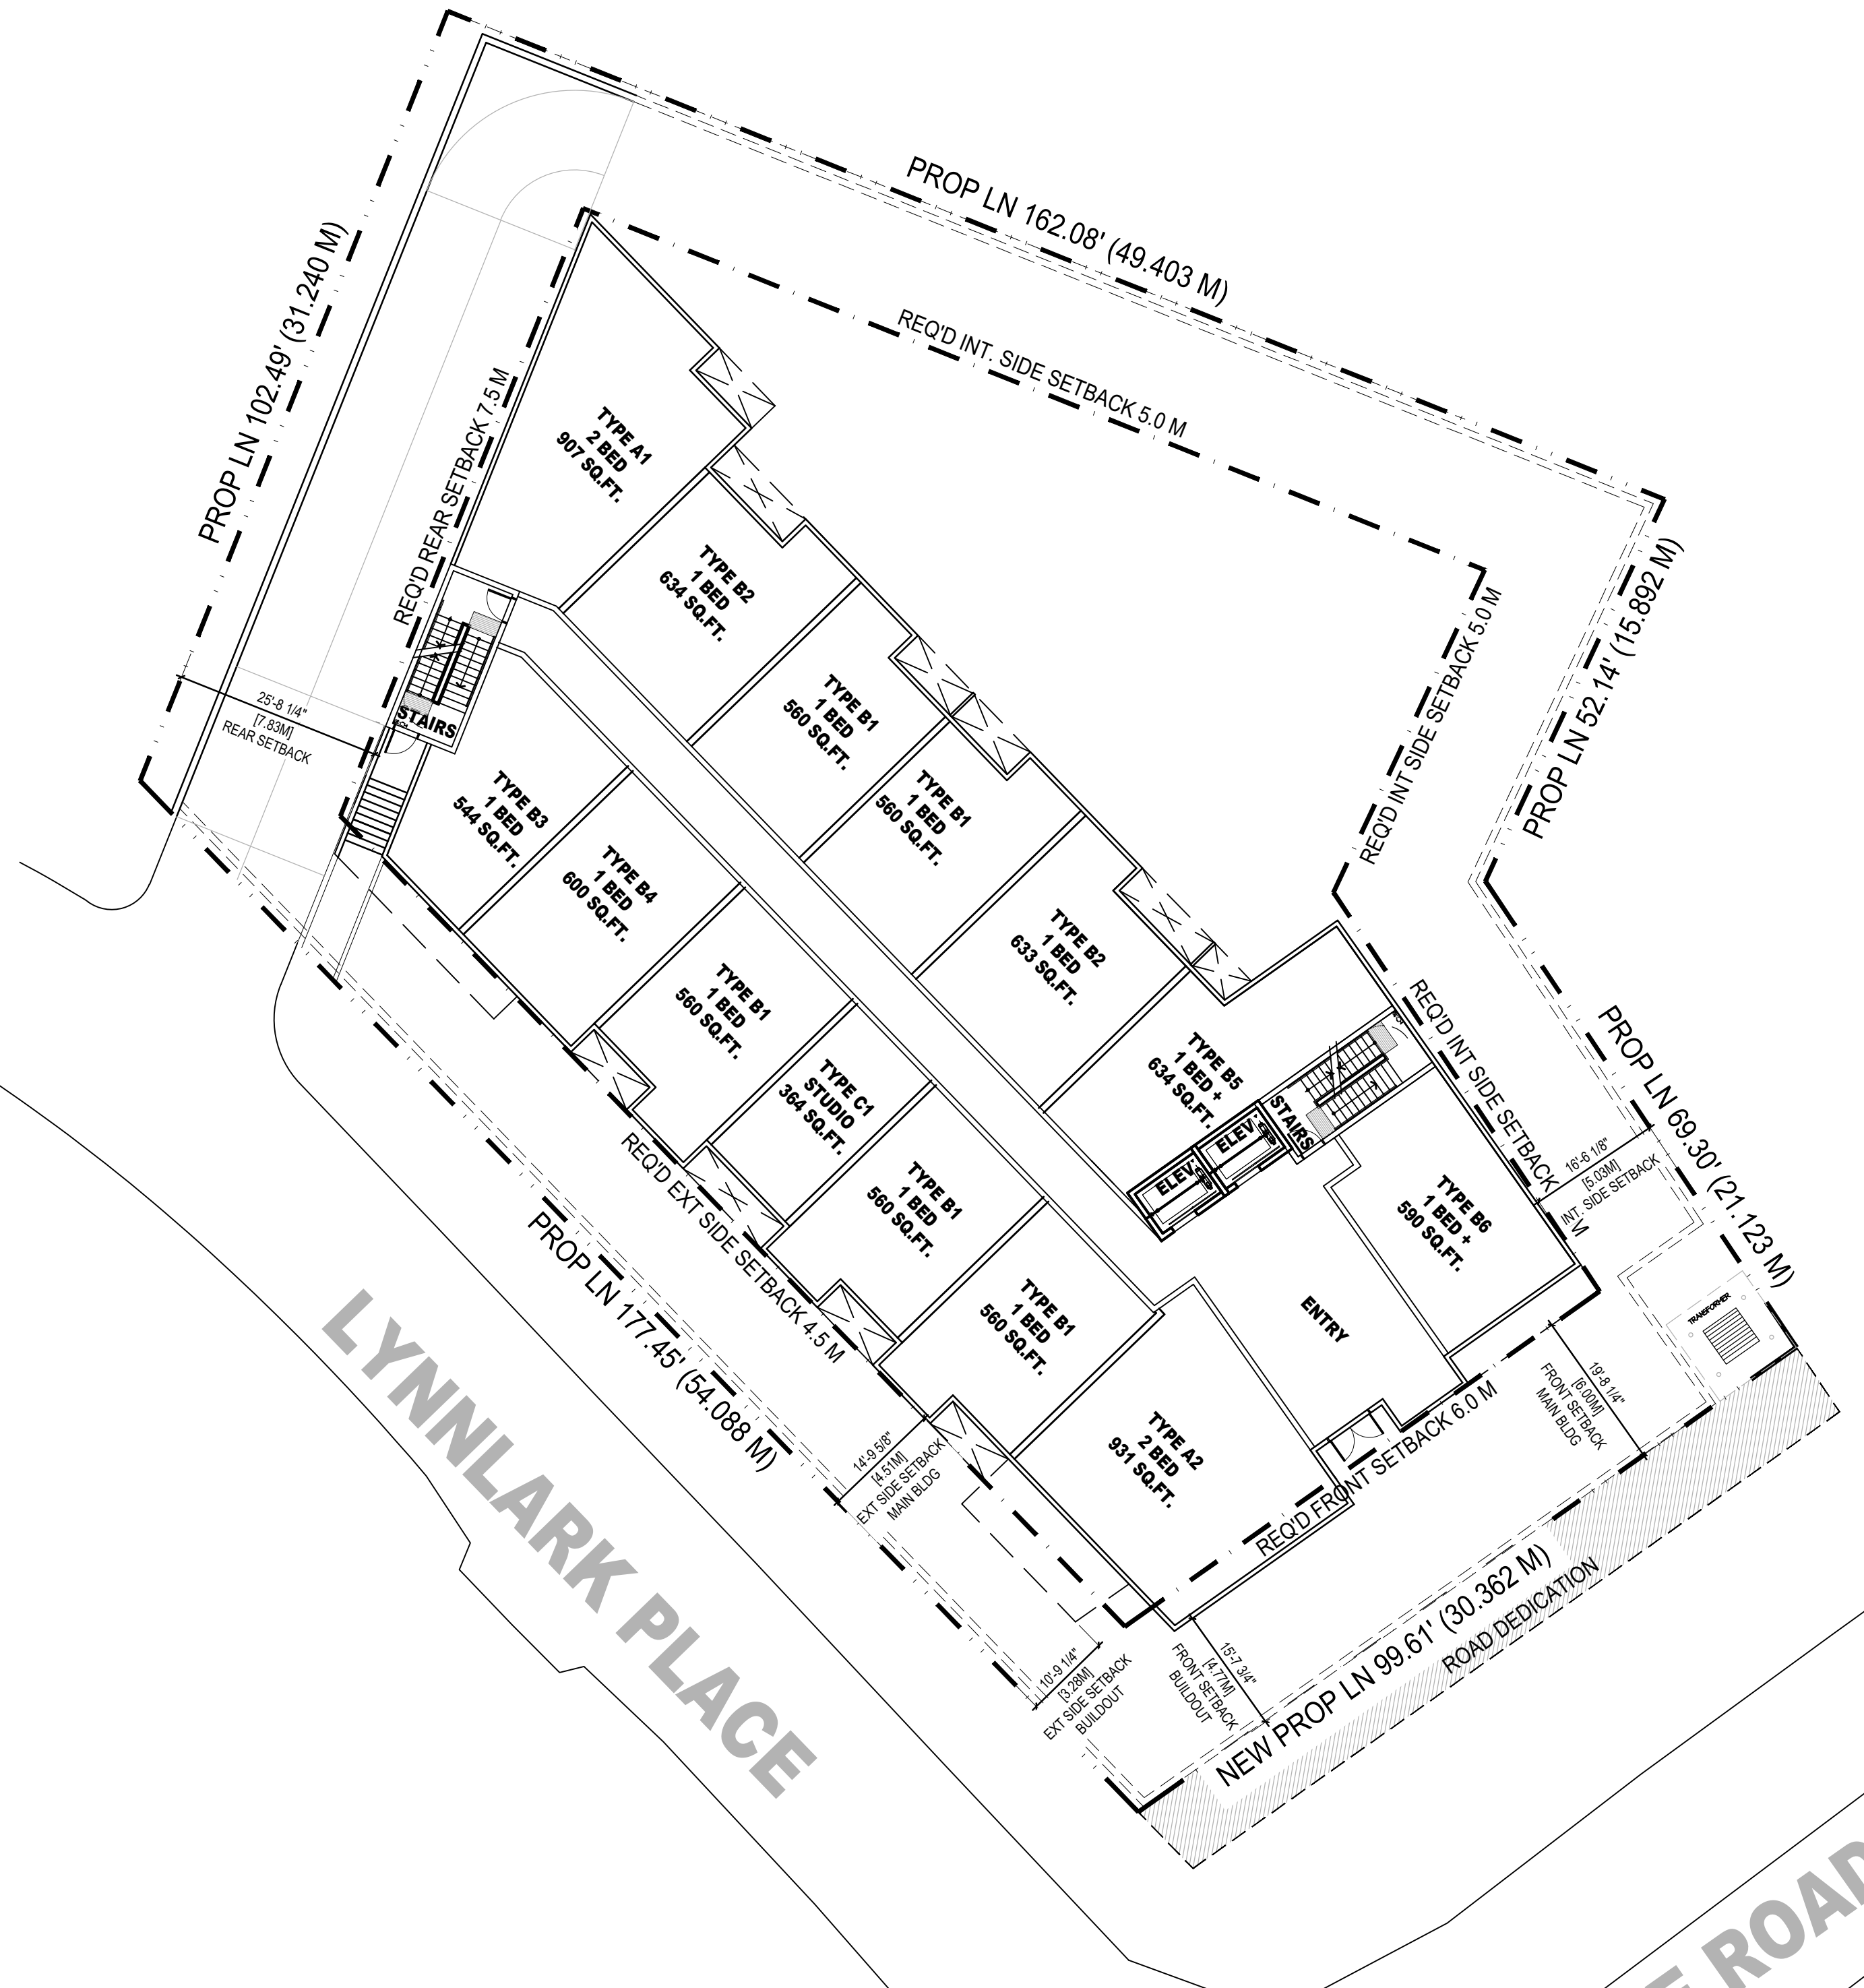 PROP LN 162.08' (49.403 M)
PROP LN 102.49' (31.240 M)
REQ'D INT. SIDE SETBACK 5.0 M
REQ'D REAR SETBACK 7.5 M
TYPE A1
2 BED
907 SQ.FT.
TYPE B2
1 BED
634 SQ.FT.
REQ'D INT SIDE SETBACK 5.0 M
PROP LN 52.14' (15.892 M)
25'-8 1/4"
[7.83M]
REAR SETBACK
STAIRS
TYPE B1
1 BED
560 SQ.FT.
TYPE B3
1 BED
544 SQ.FT.
TYPE B1
1 BED
560 SQ.FT.
TYPE B4
1 BED
600 SQ.FT.
TYPE B2
1 BED
633 SQ.FT.
TYPE B1
1 BED
560 SQ.FT.
REQ'D INT SIDE SETBACK
M
PROP LN 69.30' (21.123 M)
TYPE B5
1 BED +
634 SQ.FT.
TYPE C1
STUDIO
364 SQ.FT.
STAIRS
ELEV.
ELEV.
16'-6 1/8"
[5.03M]
INT. SIDE SETBACK
TYPE B6
1 BED +
590 SQ.FT.
TYPE B1
1 BED
560 SQ.FT.
REQ'D EXT SIDE SETBACK 4.5 M
PROP LN 177.45' (54.088 M)
TYPE B1
1 BED
560 SQ.FT.
ENTRY
TRANSFORMER
19'-8 1/4"
[6.00M]
FRONT SETBACK
MAIN BLDG
LYNNLARK PLACE
TYPE A2
2 BED
931 SQ.FT.
REQ'D FRONT SETBACK 6.0 M
14'-9 5/8"
[4.51M]
EXT SIDE SETBACK
MAIN BLDG
NEW PROP LN 99.61' (30.362 M)
ROAD DEDICATION
10'-9 1/4"
[3.28M]
EXT SIDE SETBACK
BUILDOUT
15'-7 3/4"
[4.77M]
FRONT SETBACK
BUILDOUT
ROAD